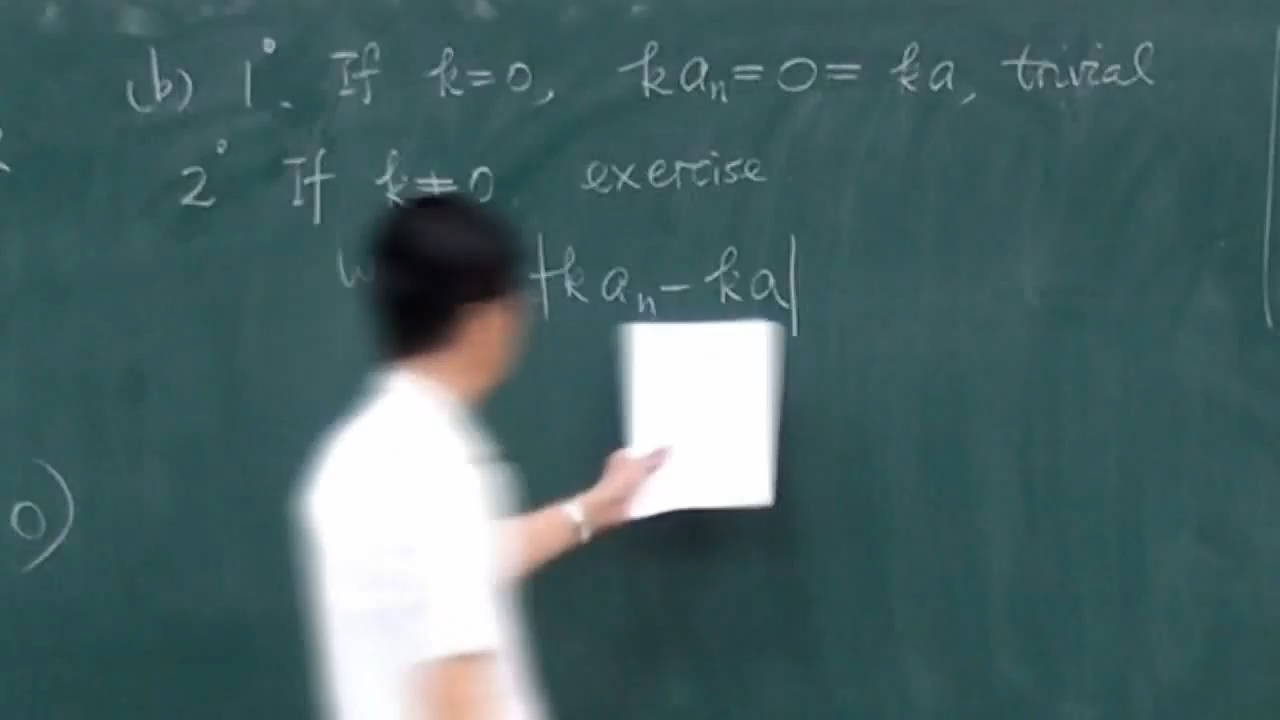 (b) 1°. If k=0, kaₙ=0=ka, trivial
2° If k≠0. exercise
|kaₙ-ka|
0)